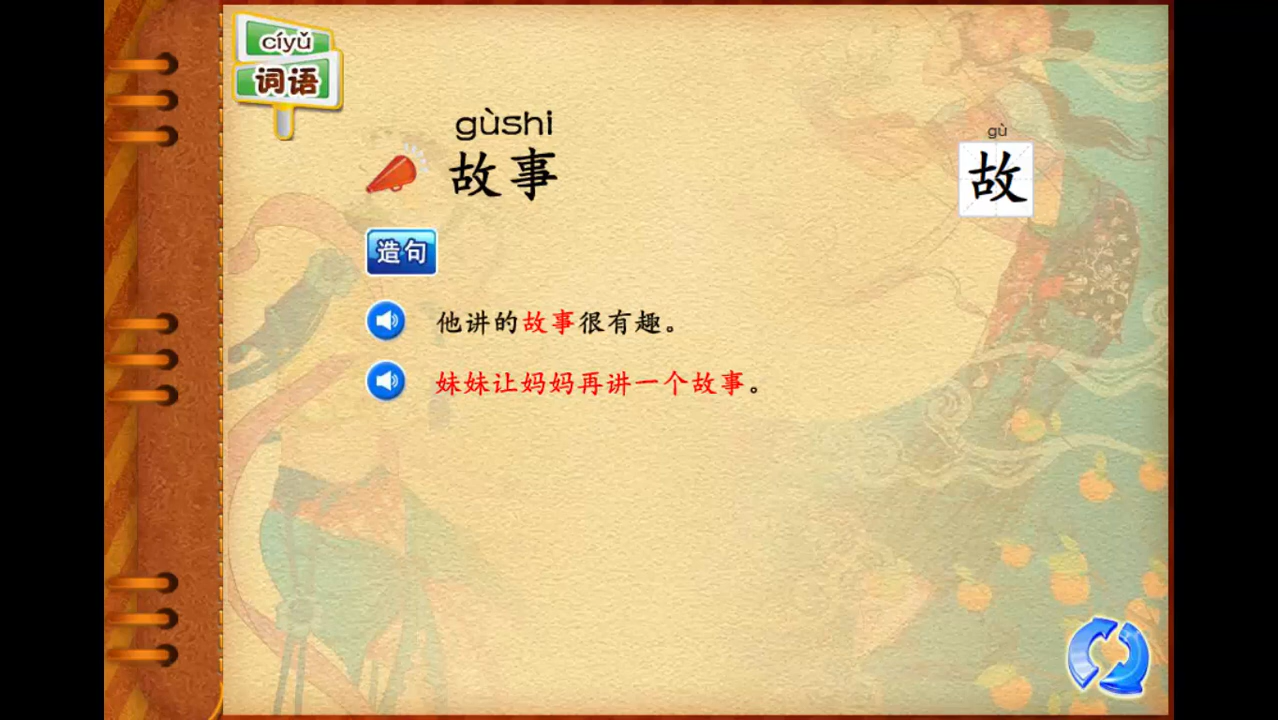 cíyǔ
词语
gùshi
故事
gù
故
造句
他讲的故事很有趣。
妹妹让妈妈再讲一个故事。